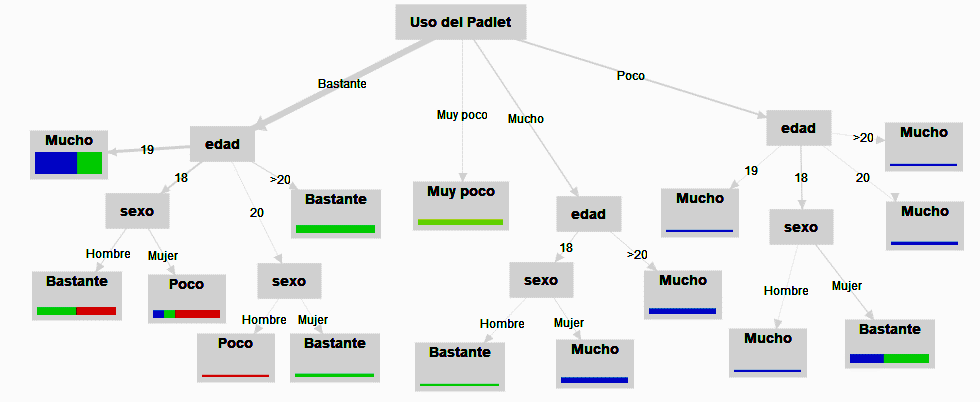 Uso del Padlet
Bastante
Muy poco
Mucho
Poco
Mucho
19
edad
18
>20
20
Bastante
sexo
Hombre
Mujer
Bastante
Poco
sexo
Hombre
Mujer
Poco
Bastante
Muy poco
edad
18
>20
sexo
Mucho
Hombre
Mujer
Bastante
Mucho
edad
>20
Mucho
19
18
20
Mucho
Mucho
sexo
Hombre
Mujer
Mucho
Bastante